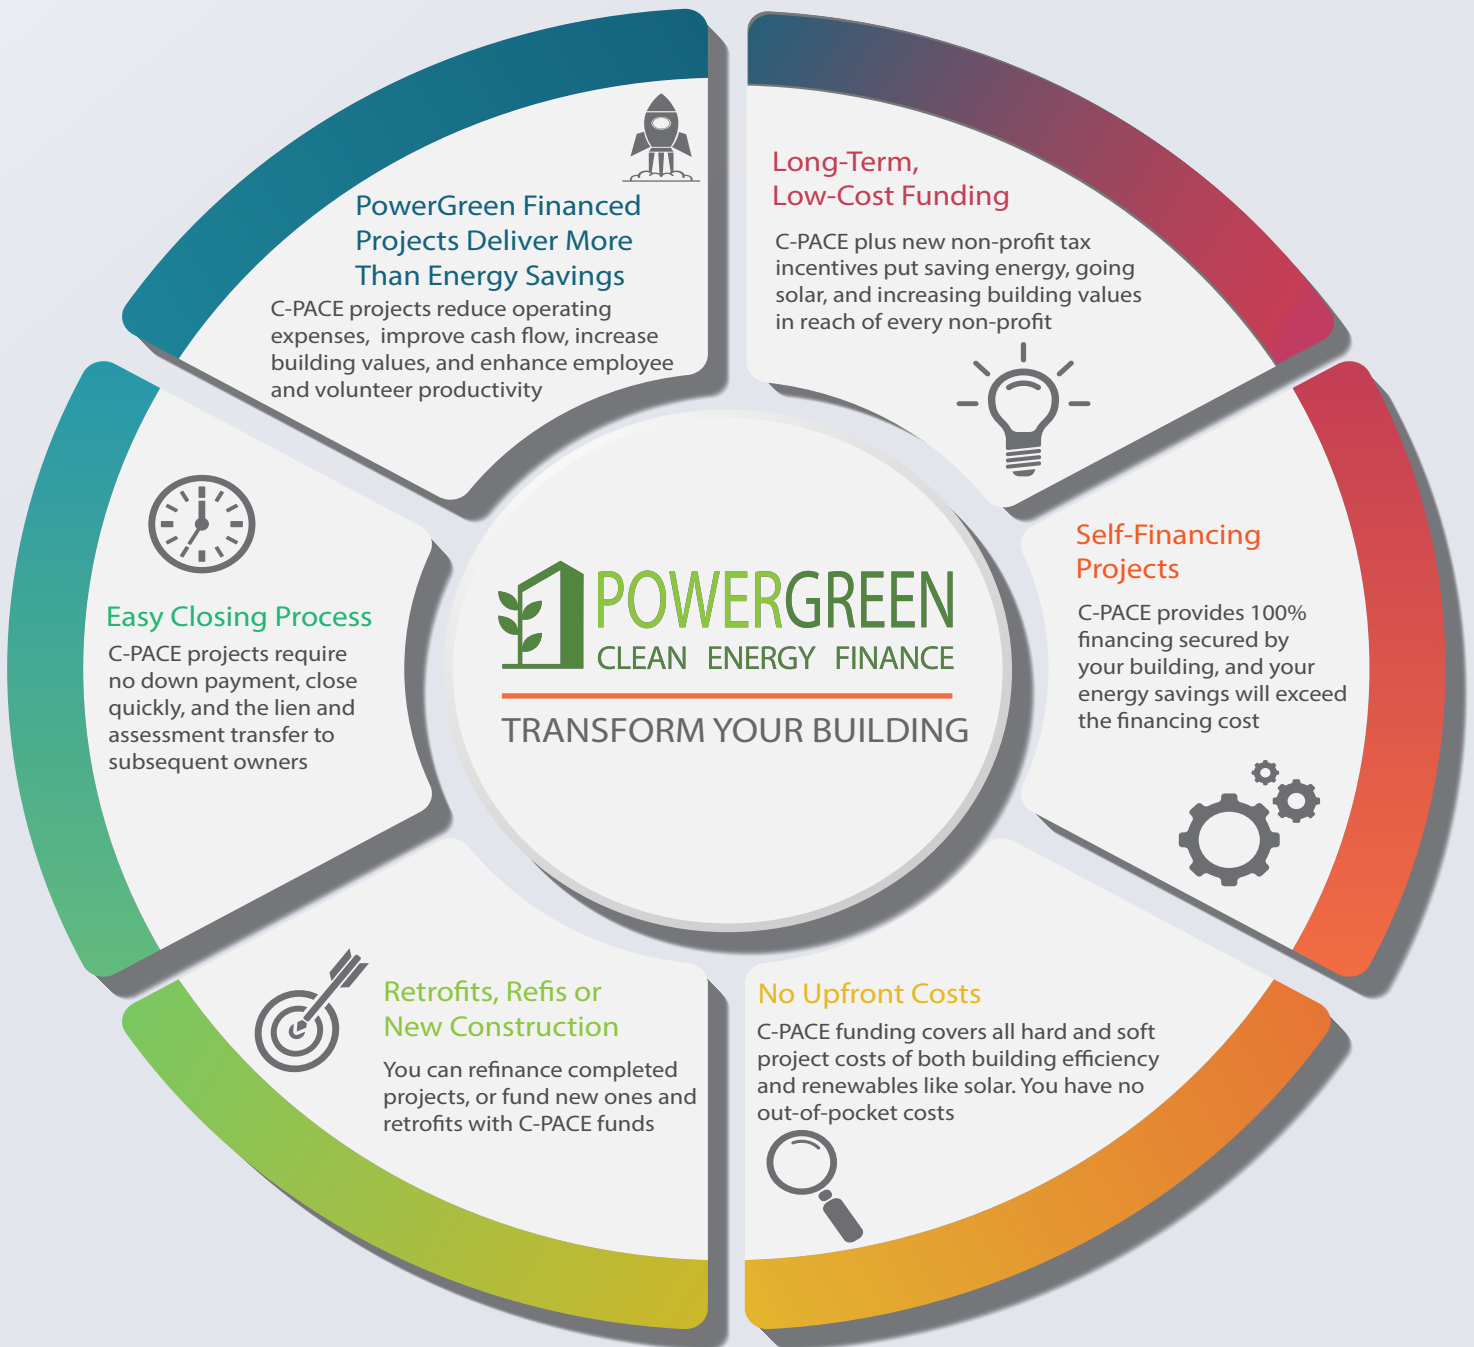 PowerGreen Financed
Projects Deliver More
Than Energy Savings
C-PACE projects reduce operating
expenses, improve cash flow, increase
building values, and enhance employee
and volunteer productivity
Long-Term,
Low-Cost Funding
C-PACE plus new non-profit tax
incentives put saving energy, going
solar, and increasing building values
in reach of every non-profit
Self-Financing
Projects
C-PACE provides 100%
financing secured by
your building, and your
energy savings will exceed
the financing cost
No Upfront Costs
C-PACE funding covers all hard and soft
project costs of both building efficiency
and renewables like solar. You have no
out-of-pocket costs
Retrofits, Refis or
New Construction
You can refinance completed
projects, or fund new ones and
retrofits with C-PACE funds
Easy Closing Process
C-PACE projects require
no down payment, close
quickly, and the lien and
assessment transfer to
subsequent owners
POWERGREEN
CLEAN ENERGY FINANCE
TRANSFORM YOUR BUILDING